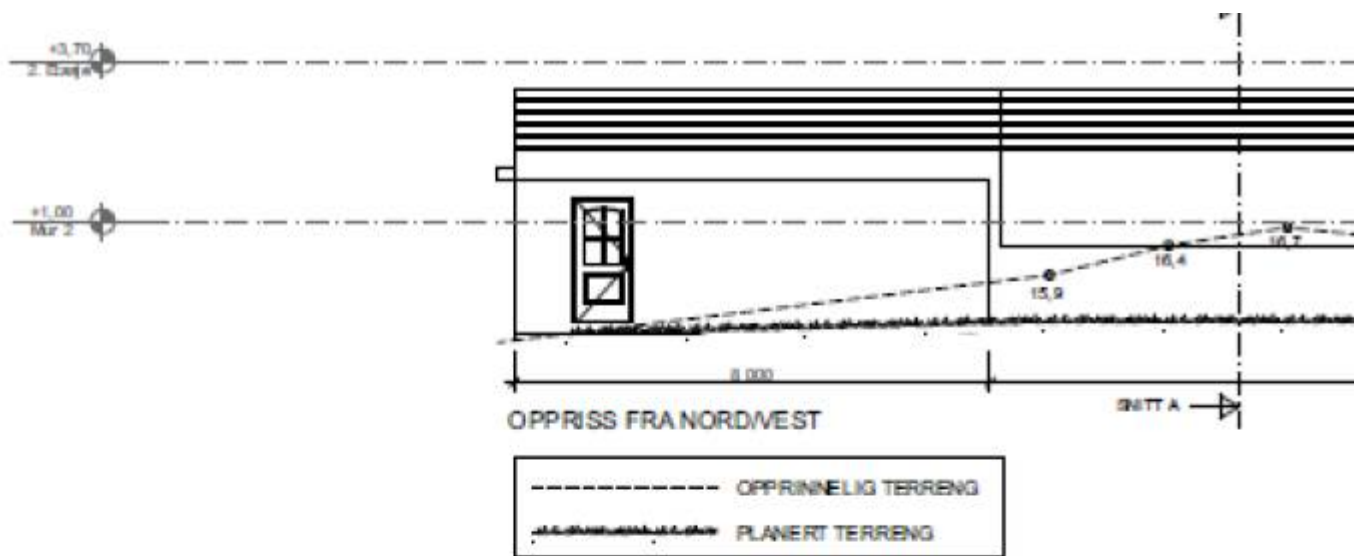 +3,70
2. Etasje
+1,00
Mur 2
15,9
16,4
16,7
8 000
SNITT A
OPPRISS FRA NORD/VEST
OPPRINNELIG TERRENG
PLANERT TERRENG